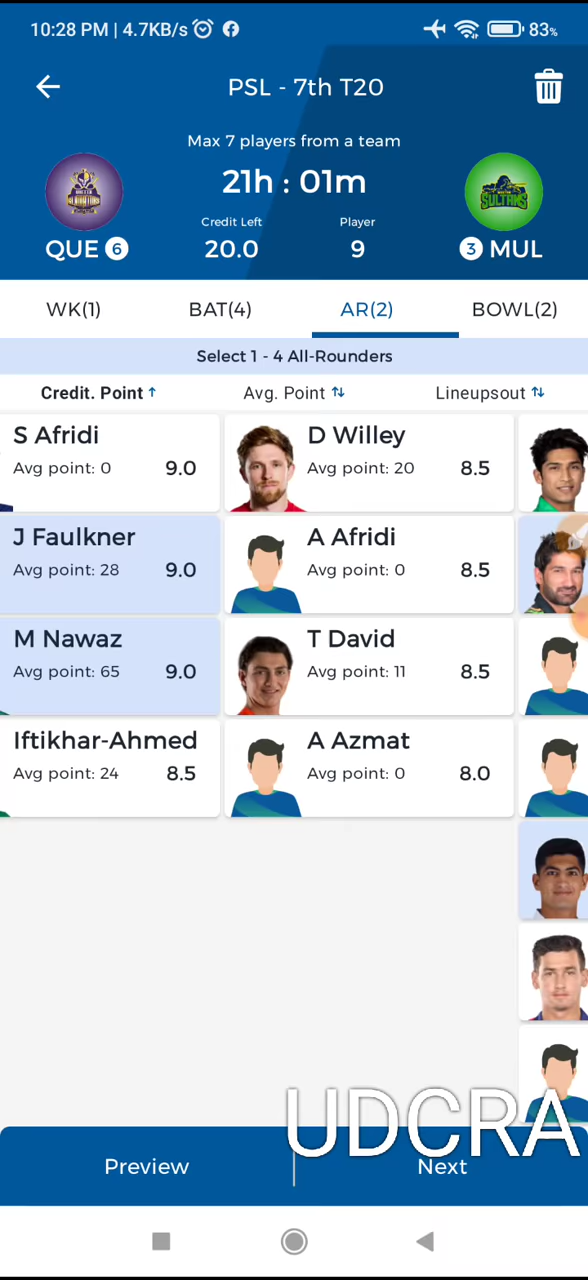 10:28 PM | 4.7KB/s 83%
PSL - 7th T20
Max 7 players from a team
21h : 01m
Credit Left Player
QUE 6 20.0 9 3 MUL
SULTANS
WK(1) BAT(4) AR(2) BOWL(2)
Select 1 - 4 All-Rounders
Credit. Point ↑ Avg. Point ↑↓ Lineupsout ↑↓
S Afridi
Avg point: 0 9.0
D Willey
Avg point: 20 8.5
J Faulkner
Avg point: 28 9.0
A Afridi
Avg point: 0 8.5
M Nawaz
Avg point: 65 9.0
T David
Avg point: 11 8.5
Iftikhar-Ahmed
Avg point: 24 8.5
A Azmat
Avg point: 0 8.0
UDCRA
Preview Next